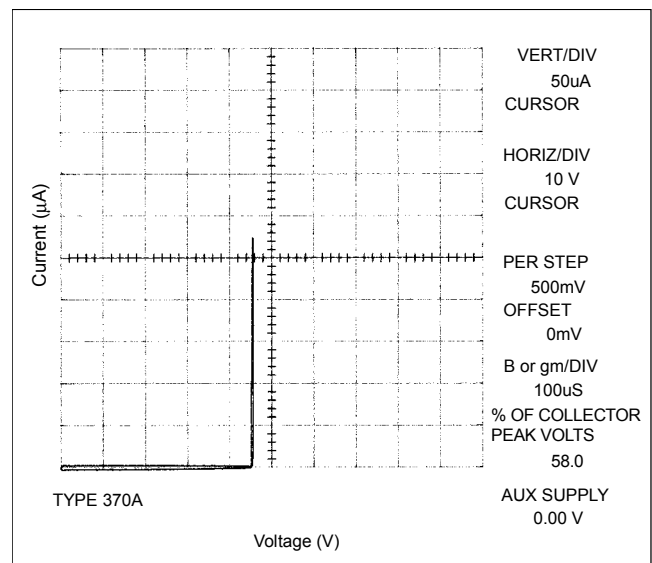 VERT/DIV
50uA
CURSOR
HORIZ/DIV
10 V
CURSOR
Current (μA)
PER STEP
500mV
OFFSET
0mV
B or gm/DIV
100uS
% OF COLLECTOR
PEAK VOLTS
58.0
TYPE 370A
AUX SUPPLY
0.00 V
Voltage (V)